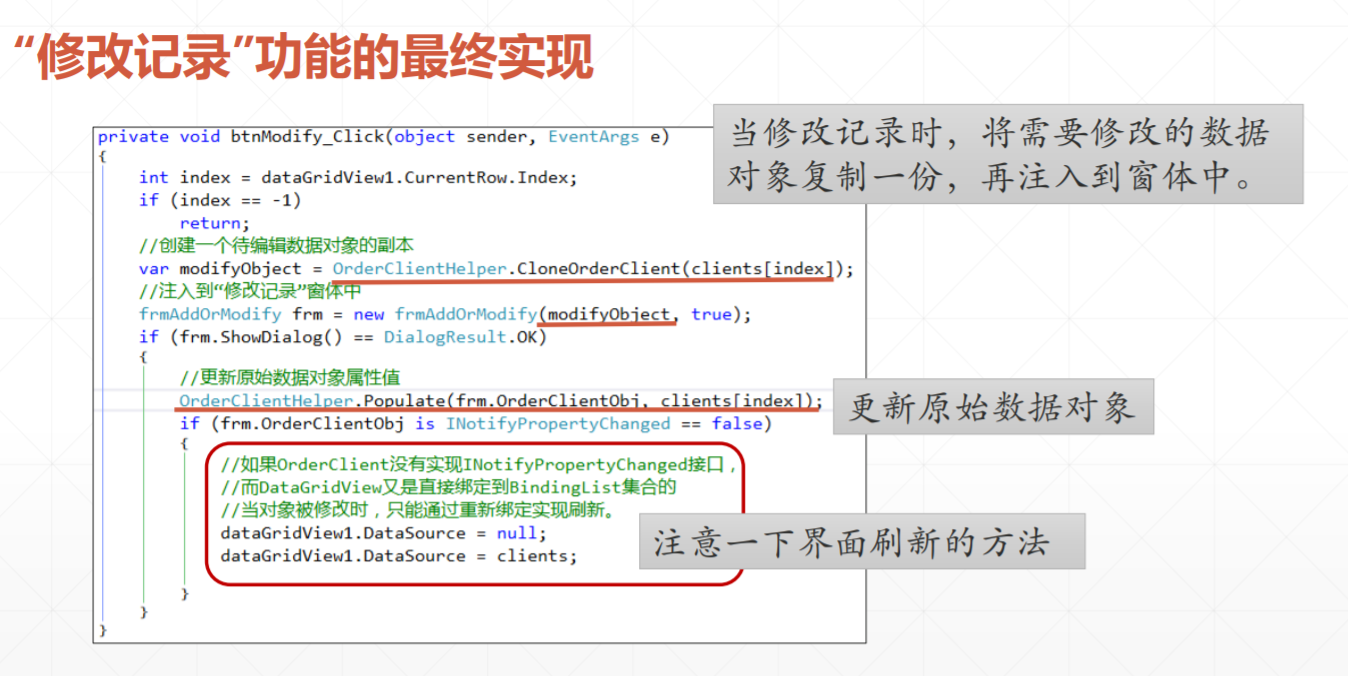 “修改记录”功能的最终实现
private void btnModify_Click(object sender, EventArgs e)
{
int index = dataGridView1.CurrentRow.Index;
if (index == -1)
return;
//创建一个待编辑数据对象的副本
var modifyObject = OrderClientHelper.CloneOrderClient(clients[index]);
//注入到“修改记录”窗体中
frmAddOrModify frm = new frmAddOrModify(modifyObject, true);
if (frm.ShowDialog() == DialogResult.OK)
{
//更新原始数据对象属性值
OrderClientHelper.Populate(frm.OrderClientObj, clients[index]);
if (frm.OrderClientObj is INotifyPropertyChanged == false)
{
//如果OrderClient没有实现INotifyPropertyChanged接口，
//而DataGridView又是直接绑定到BindingList集合的
//当对象被修改时，只能通过重新绑定实现刷新。
dataGridView1.DataSource = null;
dataGridView1.DataSource = clients;
}
}
}
当修改记录时，将需要修改的数据
对象复制一份，再注入到窗体中。
更新原始数据对象
注意一下界面刷新的方法